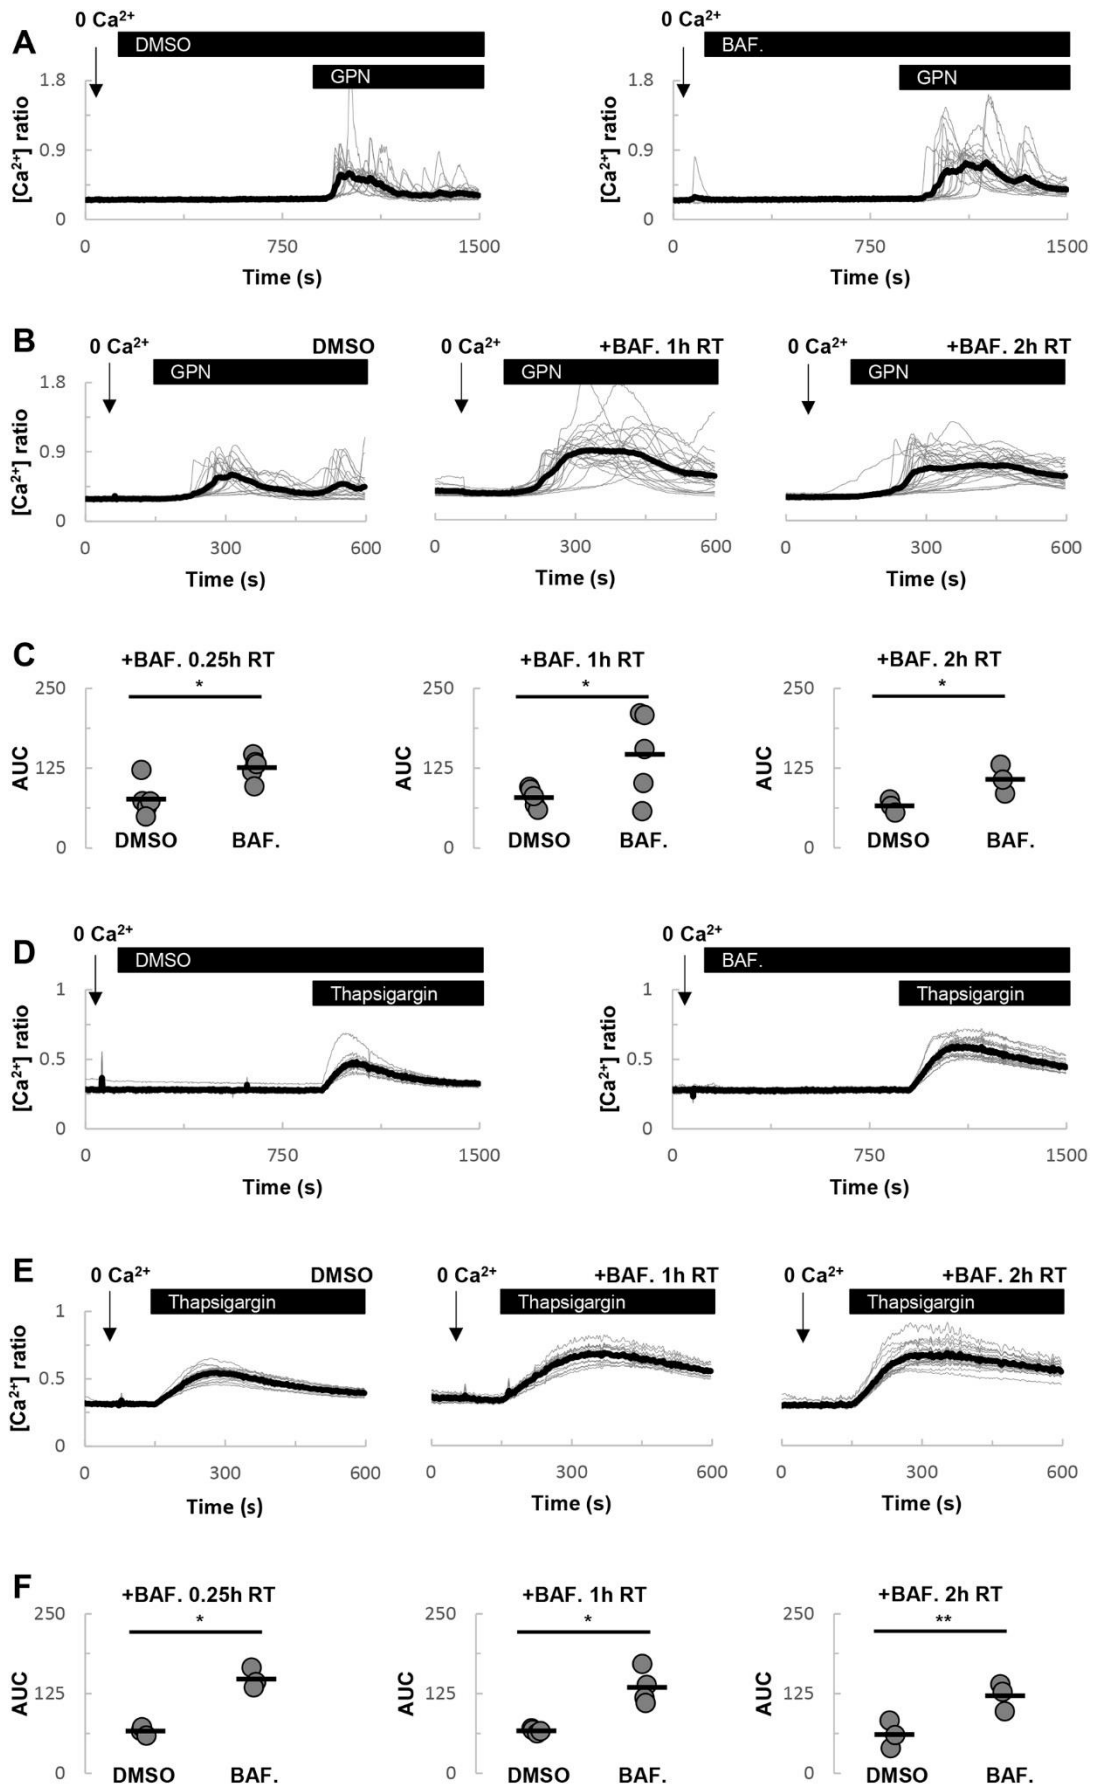 A
0 Ca²⁺ 0 Ca²⁺
DMSO BAF.
GPN GPN
[Ca²⁺] ratio 1.8 0.9 0 [Ca²⁺] ratio 1.8 0.9 0
0 750 1500 0 750 1500
Time (s) Time (s)
B
0 Ca²⁺ DMSO 0 Ca²⁺ +BAF. 1h RT 0 Ca²⁺ +BAF. 2h RT
GPN GPN GPN
[Ca²⁺] ratio 1.8 0.9 0
0 300 600 0 300 600 0 300 600
Time (s) Time (s) Time (s)
C
+BAF. 0.25h RT +BAF. 1h RT +BAF. 2h RT
* * *
AUC 250 125 0 AUC 250 125 0 AUC 250 125 0
DMSO BAF. DMSO BAF. DMSO BAF.
D
0 Ca²⁺ 0 Ca²⁺
DMSO BAF.
Thapsigargin Thapsigargin
[Ca²⁺] ratio 1 0.5 0 [Ca²⁺] ratio 1 0.5 0
0 750 1500 0 750 1500
Time (s) Time (s)
E
0 Ca²⁺ DMSO 0 Ca²⁺ +BAF. 1h RT 0 Ca²⁺ +BAF. 2h RT
Thapsigargin Thapsigargin Thapsigargin
[Ca²⁺] ratio 1 0.5 0
0 300 600 0 300 600 0 300 600
Time (s) Time (s) Time (s)
F
+BAF. 0.25h RT +BAF. 1h RT +BAF. 2h RT
* * **
AUC 250 125 0 AUC 250 125 0 AUC 250 125 0
DMSO BAF. DMSO BAF. DMSO BAF.